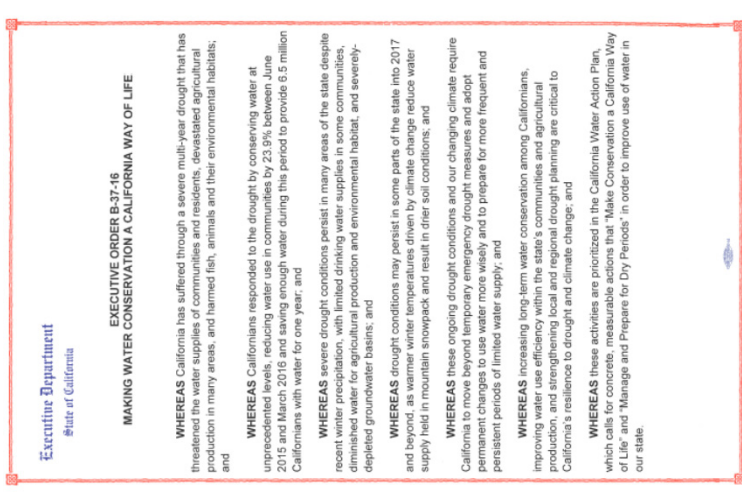 Executive Department
State of California
EXECUTIVE ORDER B-37-16
MAKING WATER CONSERVATION A CALIFORNIA WAY OF LIFE
WHEREAS California has suffered through a severe multi-year drought that has
threatened the water supplies of communities and residents, devastated agricultural
production in many areas, and harmed fish, animals and their environmental habitats;
and
WHEREAS Californians responded to the drought by conserving water at
unprecedented levels, reducing water use in communities by 23.9% between June
2015 and March 2016 and saving enough water during this period to provide 6.5 million
Californians with water for one year; and
WHEREAS severe drought conditions persist in many areas of the state despite
recent winter precipitation, with limited drinking water supplies in some communities,
diminished water for agricultural production and environmental habitat, and severely-
depleted groundwater basins; and
WHEREAS drought conditions may persist in some parts of the state into 2017
and beyond, as warmer winter temperatures driven by climate change reduce water
supply held in mountain snowpack and result in drier soil conditions; and
WHEREAS these ongoing drought conditions and our changing climate require
California to move beyond temporary emergency drought measures and adopt
permanent changes to use water more wisely and to prepare for more frequent and
persistent periods of limited water supply; and
WHEREAS increasing long-term water conservation among Californians,
improving water use efficiency within the state's communities and agricultural
production, and strengthening local and regional drought planning are critical to
California's resilience to drought and climate change; and
WHEREAS these activities are prioritized in the California Water Action Plan,
which calls for concrete, measurable actions that "Make Conservation a California Way
of Life" and "Manage and Prepare for Dry Periods" in order to improve use of water in
our state.